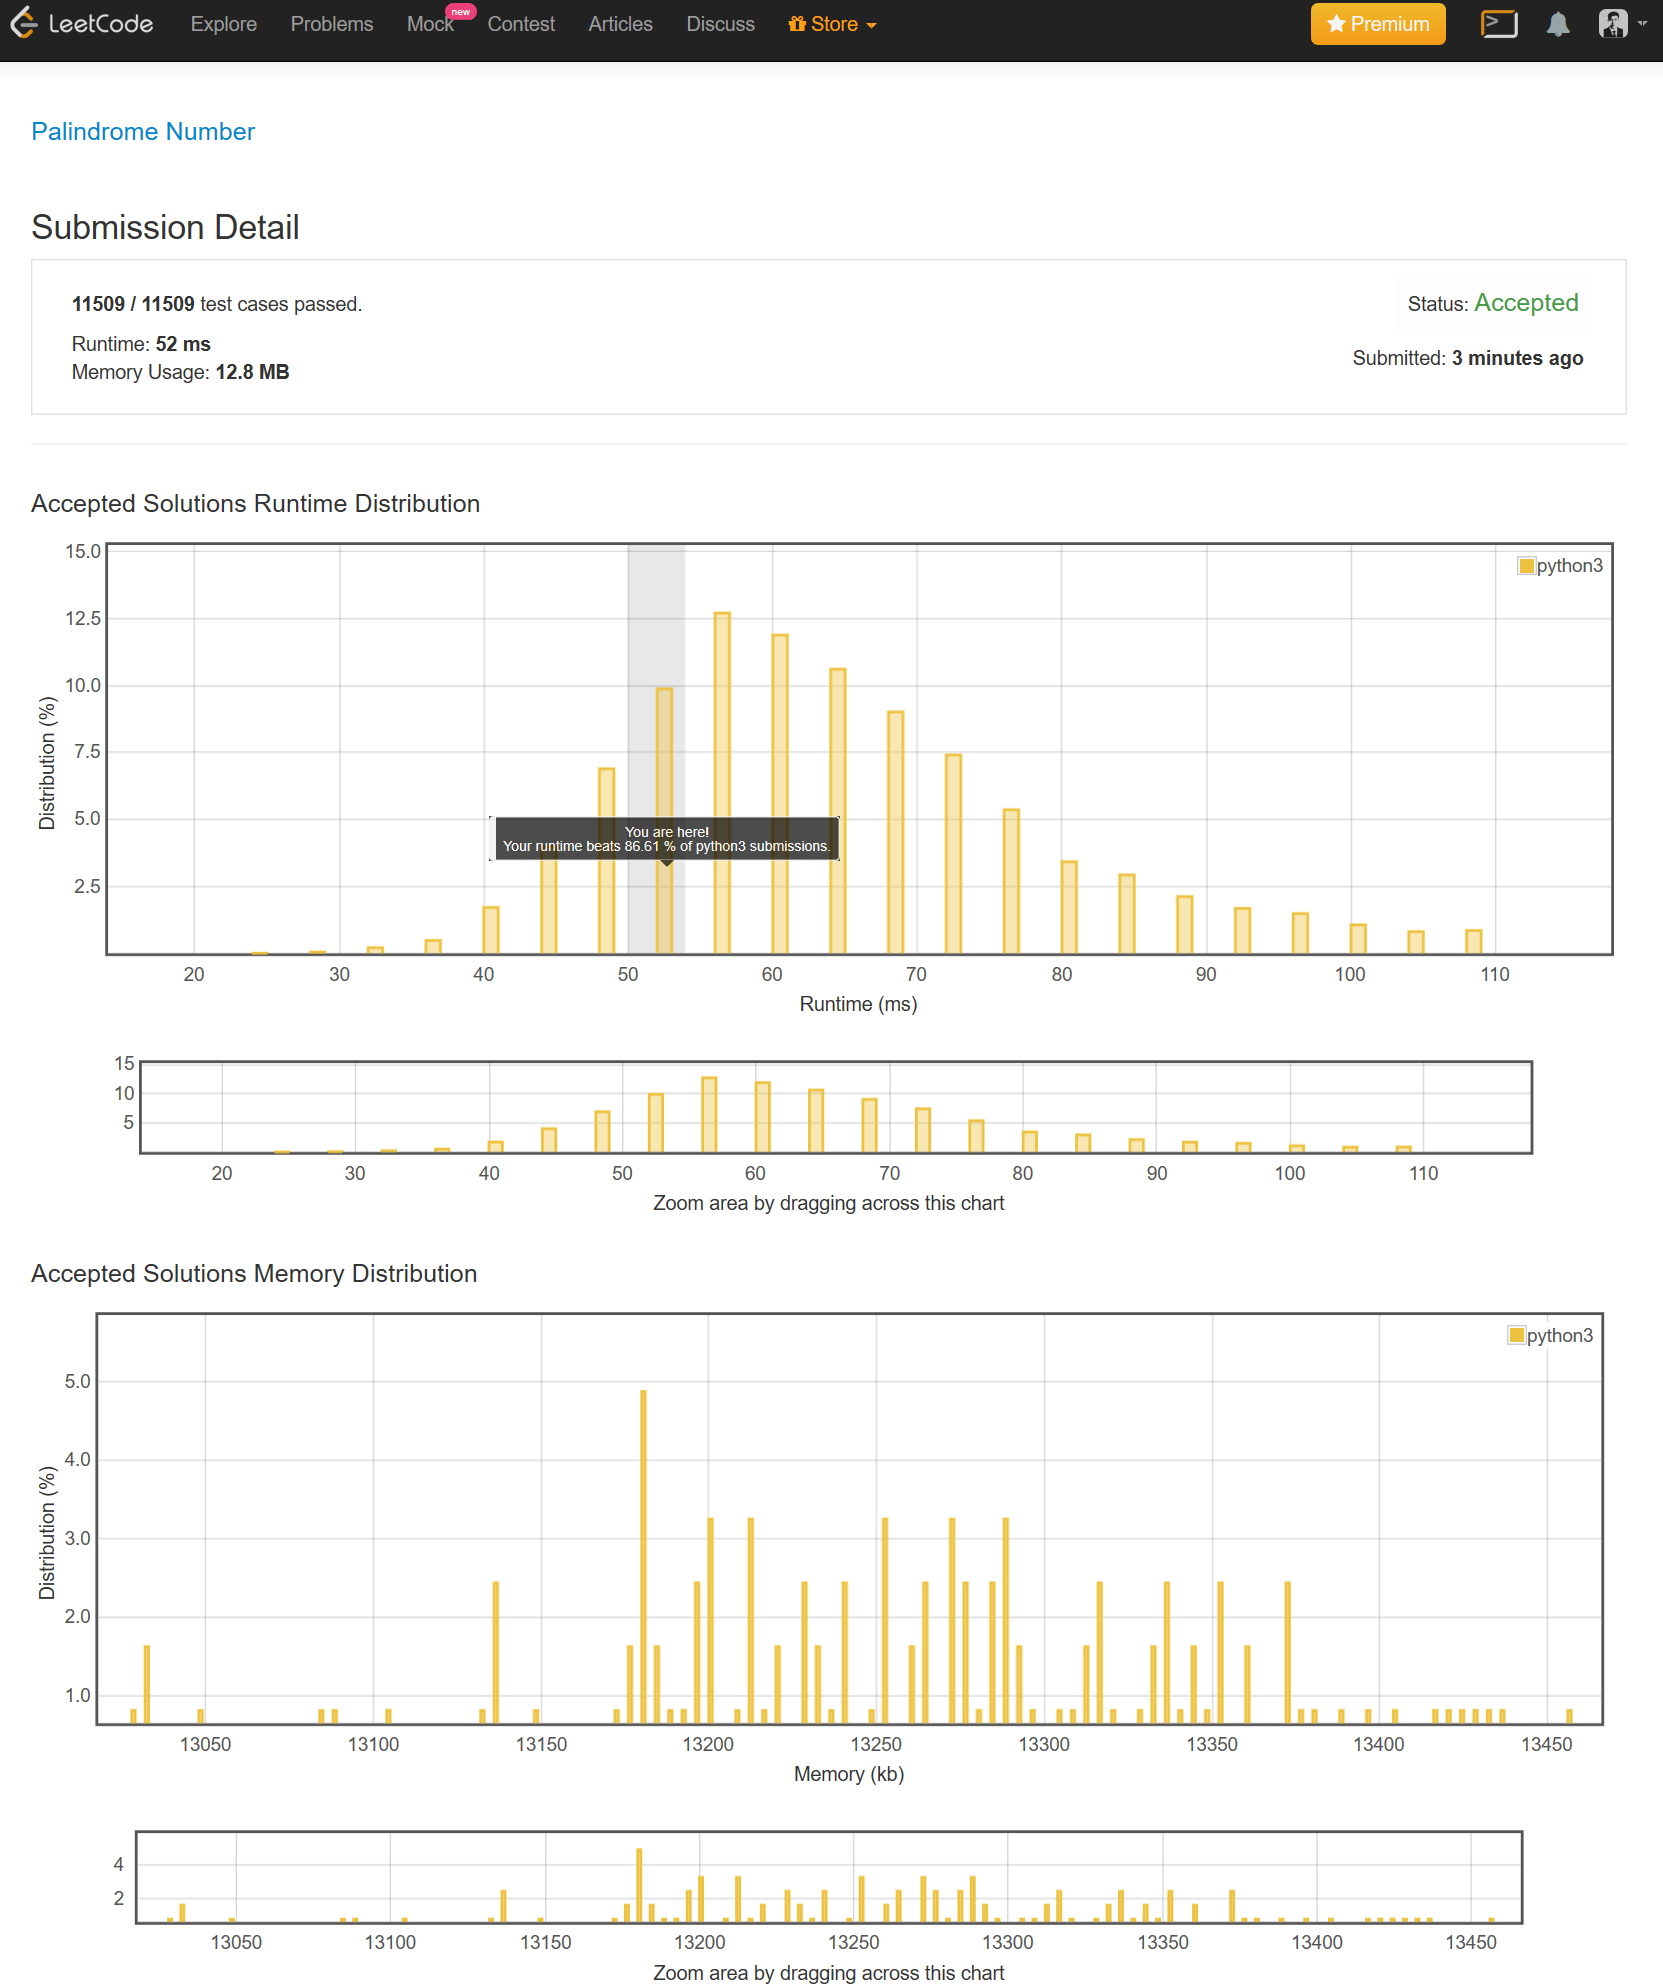 LeetCode Explore Problems Mock new Contest Articles Discuss Store Premium
Palindrome Number
Submission Detail
11509 / 11509 test cases passed.
Status: Accepted
Runtime: 52 ms
Submitted: 3 minutes ago
Memory Usage: 12.8 MB
Accepted Solutions Runtime Distribution
15.0
python3
12.5
10.0
7.5
Distribution (%)
5.0
You are here!
Your runtime beats 86.61 % of python3 submissions.
2.5
20 30 40 50 60 70 80 90 100 110
Runtime (ms)
15
10
5
20 30 40 50 60 70 80 90 100 110
Zoom area by dragging across this chart
Accepted Solutions Memory Distribution
python3
5.0
4.0
Distribution (%)
3.0
2.0
1.0
13050 13100 13150 13200 13250 13300 13350 13400 13450
Memory (kb)
4
2
13050 13100 13150 13200 13250 13300 13350 13400 13450
Zoom area by dragging across this chart